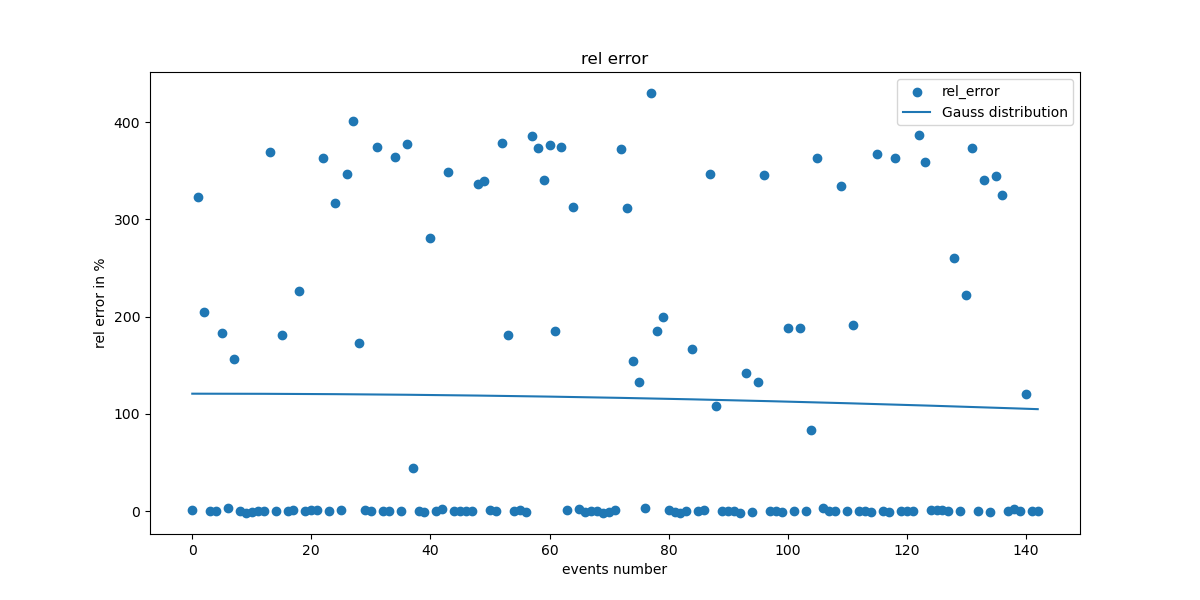 rel error
rel_error
Gauss distribution
400
300
200
100
0
rel error in %
0 20 40 60 80 100 120 140
events number